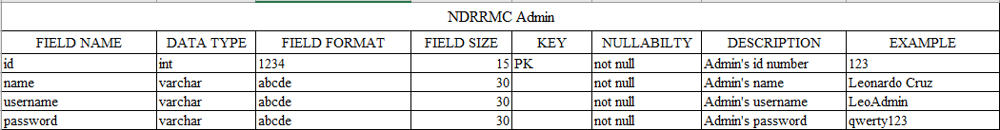 NDRRMC Admin
FIELD NAME DATA TYPE FIELD FORMAT FIELD SIZE KEY NULLABILTY DESCRIPTION EXAMPLE
id int 1234 15 PK not null Admin's id number 123
name varchar abcde 30 not null Admin's name Leonardo Cruz
username varchar abcde 30 not null Admin's username LeoAdmin
password varchar abcde 30 not null Admin's password qwerty123